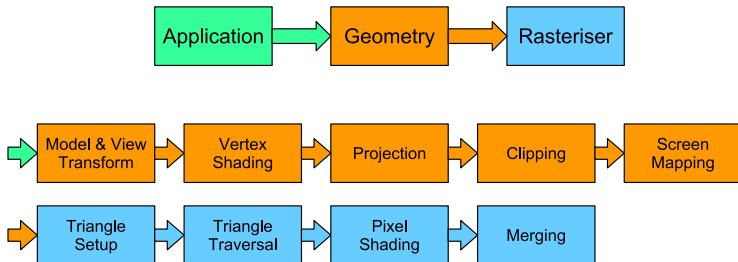 Application
Geometry
Rasteriser
Model & View
Transform
Vertex
Shading
Projection
Clipping
Screen
Mapping
Triangle
Setup
Triangle
Traversal
Pixel
Shading
Merging